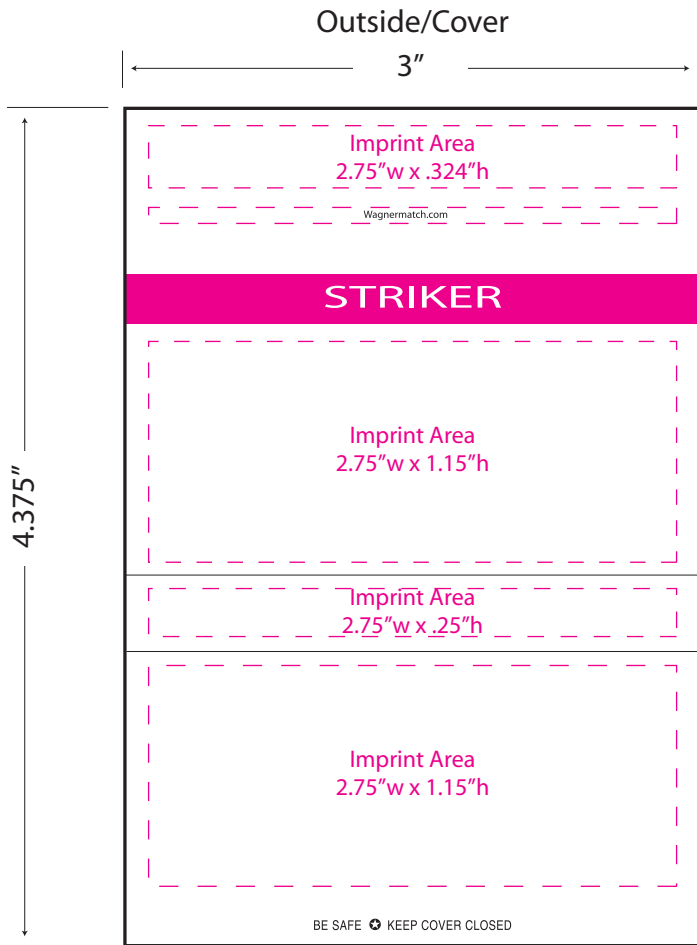 Outside/Cover
3”
Imprint Area
2.75”w x .324”h
Wagnermatch.com
STRIKER
Imprint Area
2.75”w x 1.15”h
4.375”
Imprint Area
2.75”w x .25”h
Imprint Area
2.75”w x 1.15”h
BE SAFE ✪ KEEP COVER CLOSED